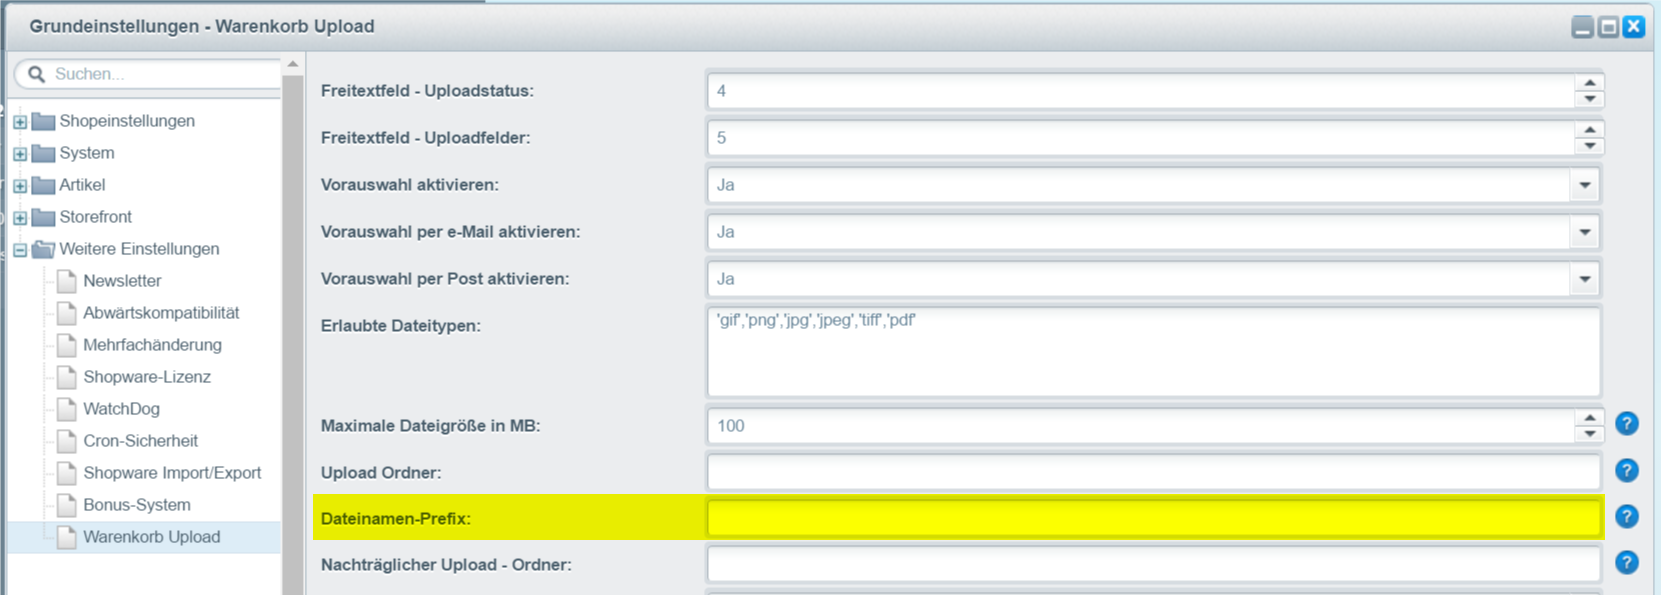 Grundeinstellungen - Warenkorb Upload
Suchen...
Shopeinstellungen
System
Artikel
Storefront
Weitere Einstellungen
Newsletter
Abwärtskompatibilität
Mehrfachänderung
Shopware-Lizenz
WatchDog
Cron-Sicherheit
Shopware Import/Export
Bonus-System
Warenkorb Upload
Freitextfeld - Uploadstatus: 4
Freitextfeld - Uploadfelder: 5
Vorauswahl aktivieren: Ja
Vorauswahl per e-Mail aktivieren: Ja
Vorauswahl per Post aktivieren: Ja
Erlaubte Dateitypen: 'gif','png','jpg','jpeg','tiff','pdf'
Maximale Dateigröße in MB: 100 ?
Upload Ordner: ?
Dateinamen-Prefix: ?
Nachträglicher Upload - Ordner: ?